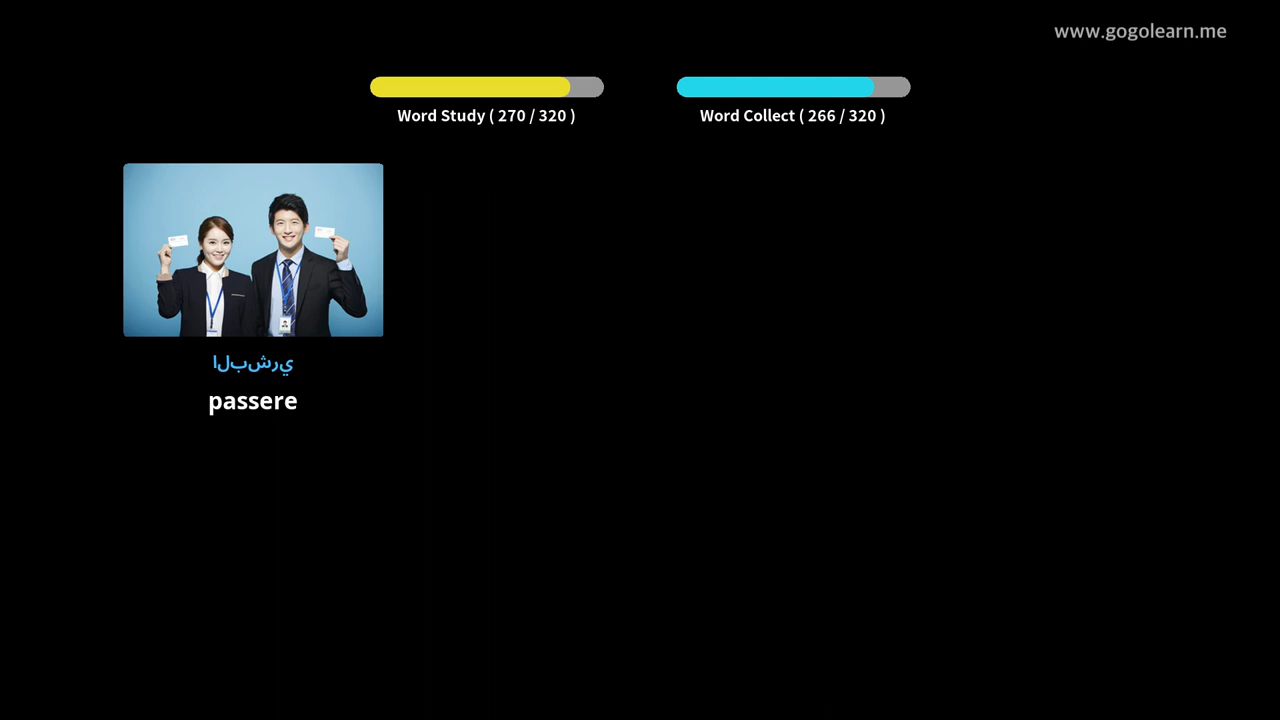 www.gogolearn.me
Word Study ( 270 / 320 )
Word Collect ( 266 / 320 )
البشري
passere